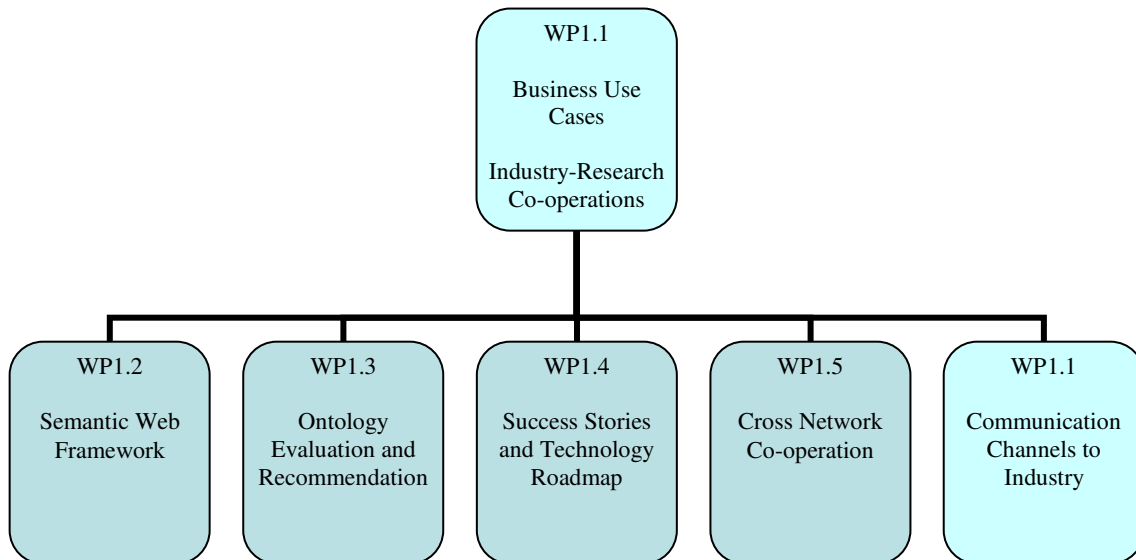 WP1.1
Business Use
Cases
Industry-Research
Co-operations
WP1.2
Semantic Web
Framework
WP1.3
Ontology
Evaluation and
Recommendation
WP1.4
Success Stories
and Technology
Roadmap
WP1.5
Cross Network
Co-operation
WP1.1
Communication
Channels to
Industry